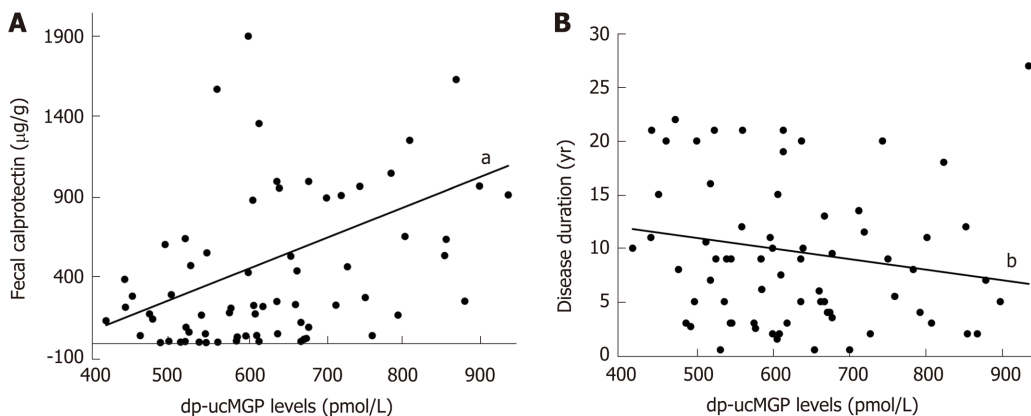 A
Fecal calprotectin (μg/g)
1900
1400
900
400
-100
a
400 500 600 700 800 900
dp-ucMGP levels (pmol/L)
B
Disease duration (yr)
30
25
20
15
10
5
0
b
400 500 600 700 800 900
dp-ucMGP levels (pmol/L)